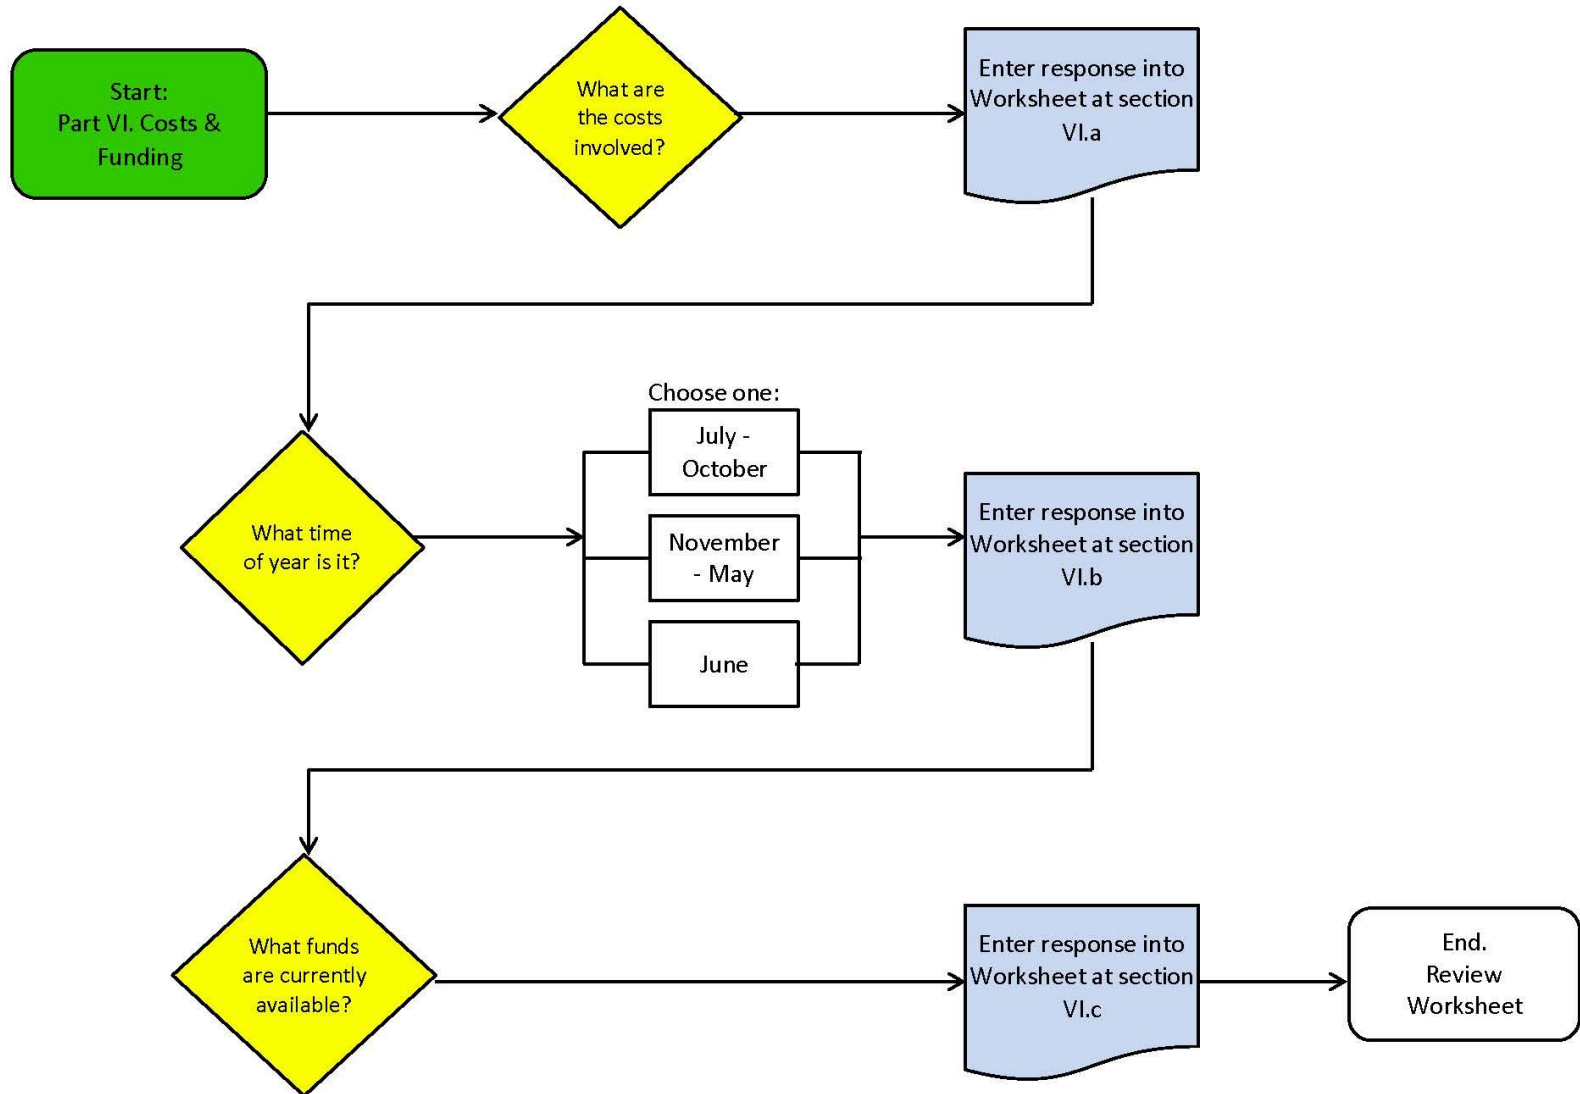 Start:
Part VI. Costs &
Funding
What are
the costs
involved?
Enter response into
Worksheet at section
VI.a
What time
of year is it?
Choose one:
July -
October
November
- May
June
Enter response into
Worksheet at section
VI.b
What funds
are currently
available?
Enter response into
Worksheet at section
VI.c
End.
Review
Worksheet